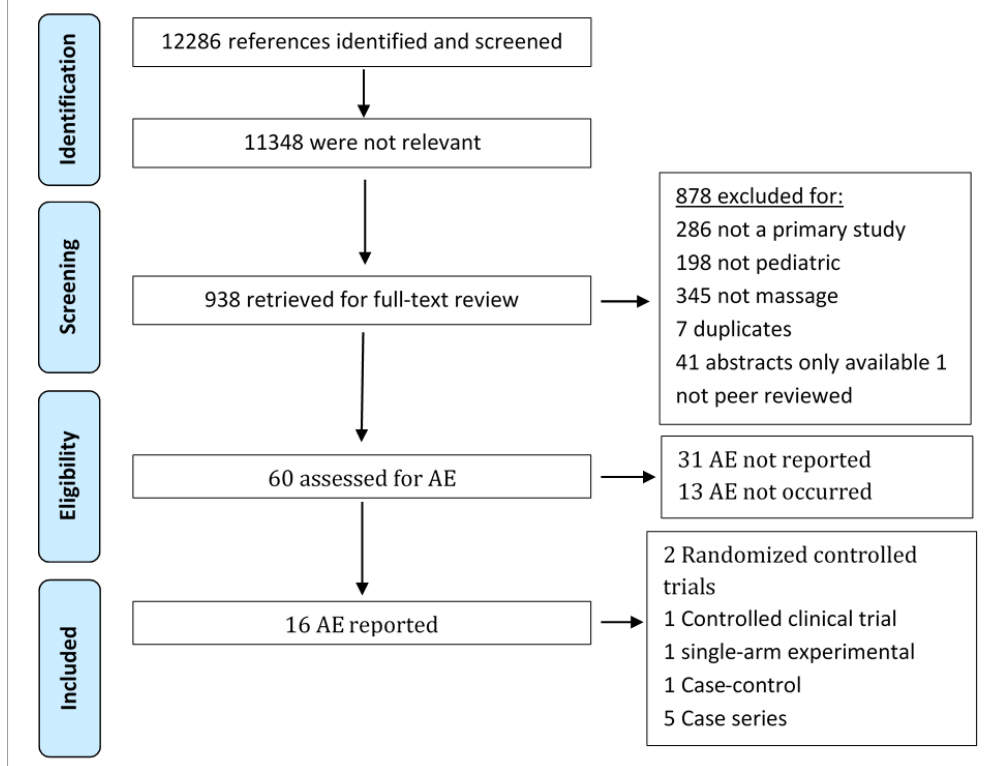 Identification
12286 references identified and screened
11348 were not relevant
Screening
938 retrieved for full-text review
878 excluded for:
286 not a primary study
198 not pediatric
345 not massage
7 duplicates
41 abstracts only available 1
not peer reviewed
Eligibility
60 assessed for AE
31 AE not reported
13 AE not occurred
Included
16 AE reported
2 Randomized controlled
trials
1 Controlled clinical trial
1 single-arm experimental
1 Case-control
5 Case series